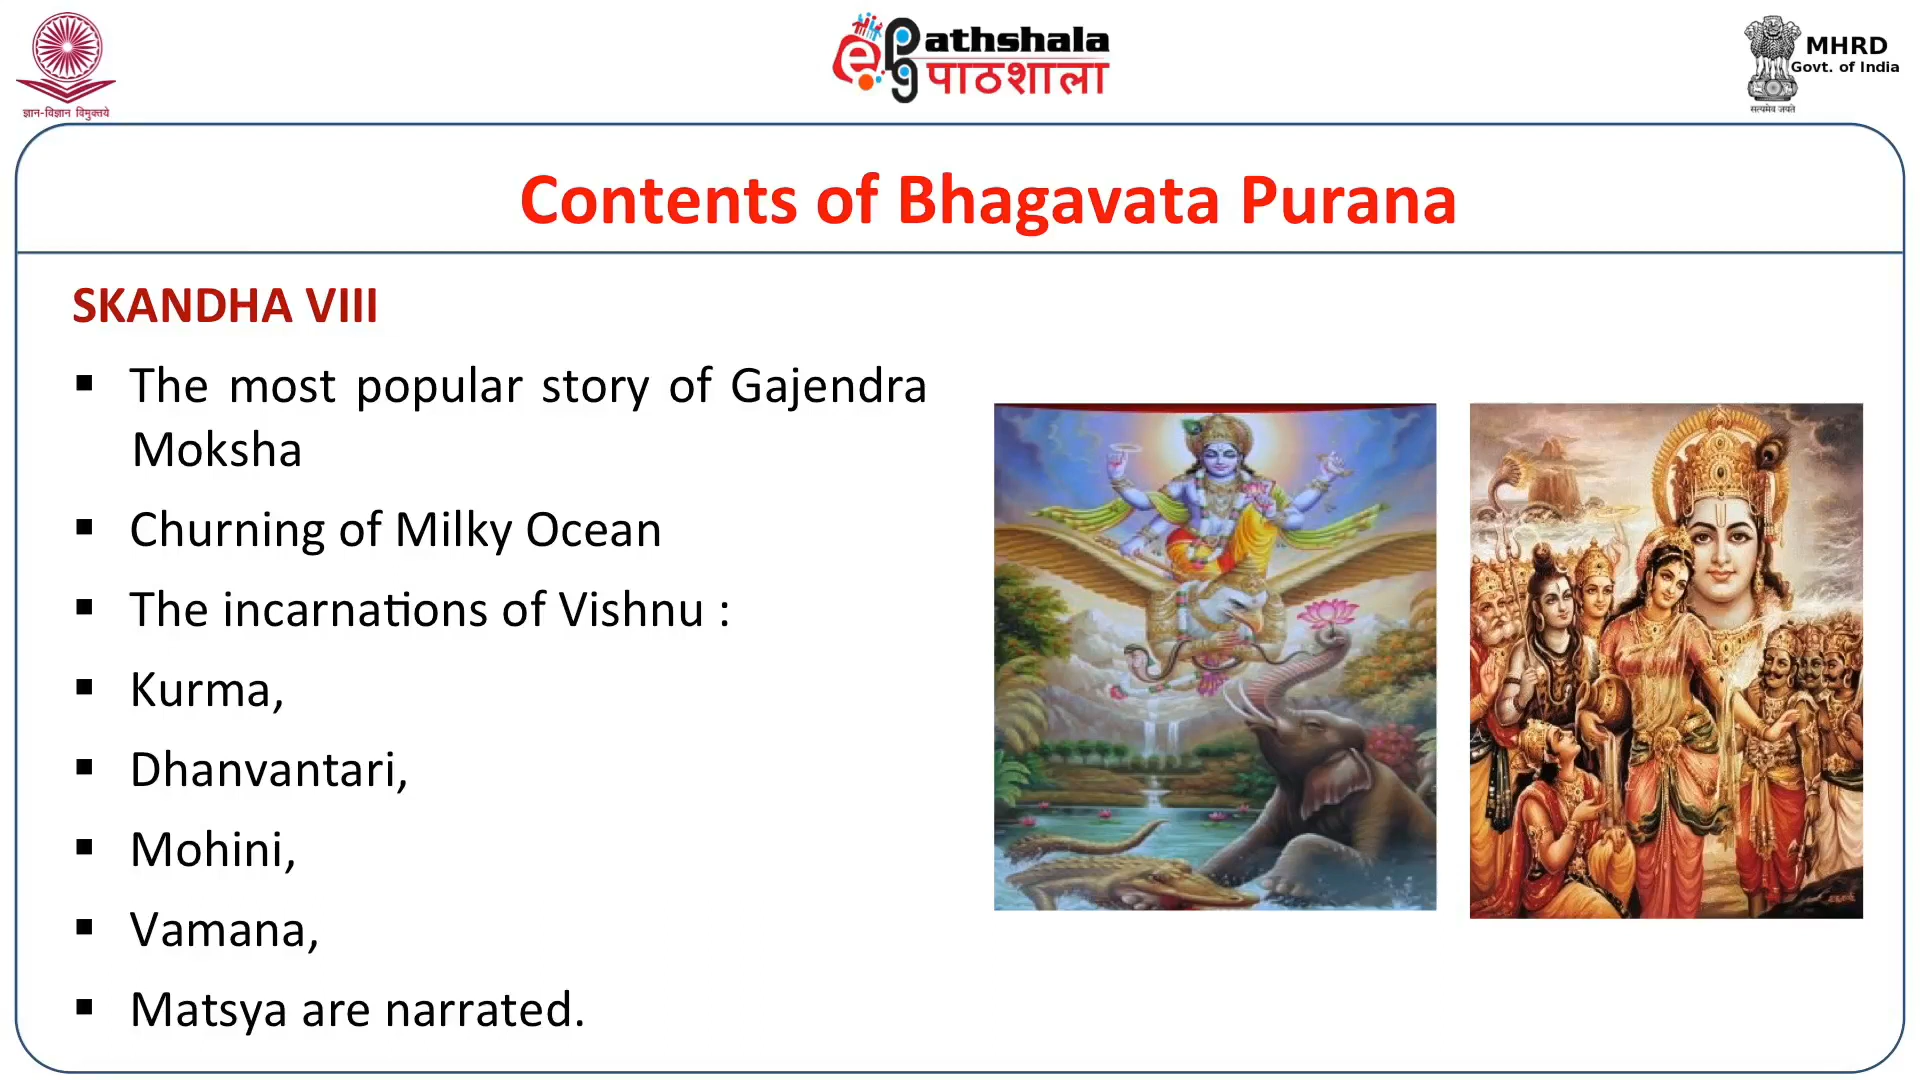 ज्ञान-विज्ञान विमुक्तये
ePG Pathshala
पाठशाला
MHRD
Govt. of India
सत्यमेव जयते
Contents of Bhagavata Purana
SKANDHA VIII
▪ The most popular story of Gajendra
Moksha
▪ Churning of Milky Ocean
▪ The incarnations of Vishnu :
▪ Kurma,
▪ Dhanvantari,
▪ Mohini,
▪ Vamana,
▪ Matsya are narrated.